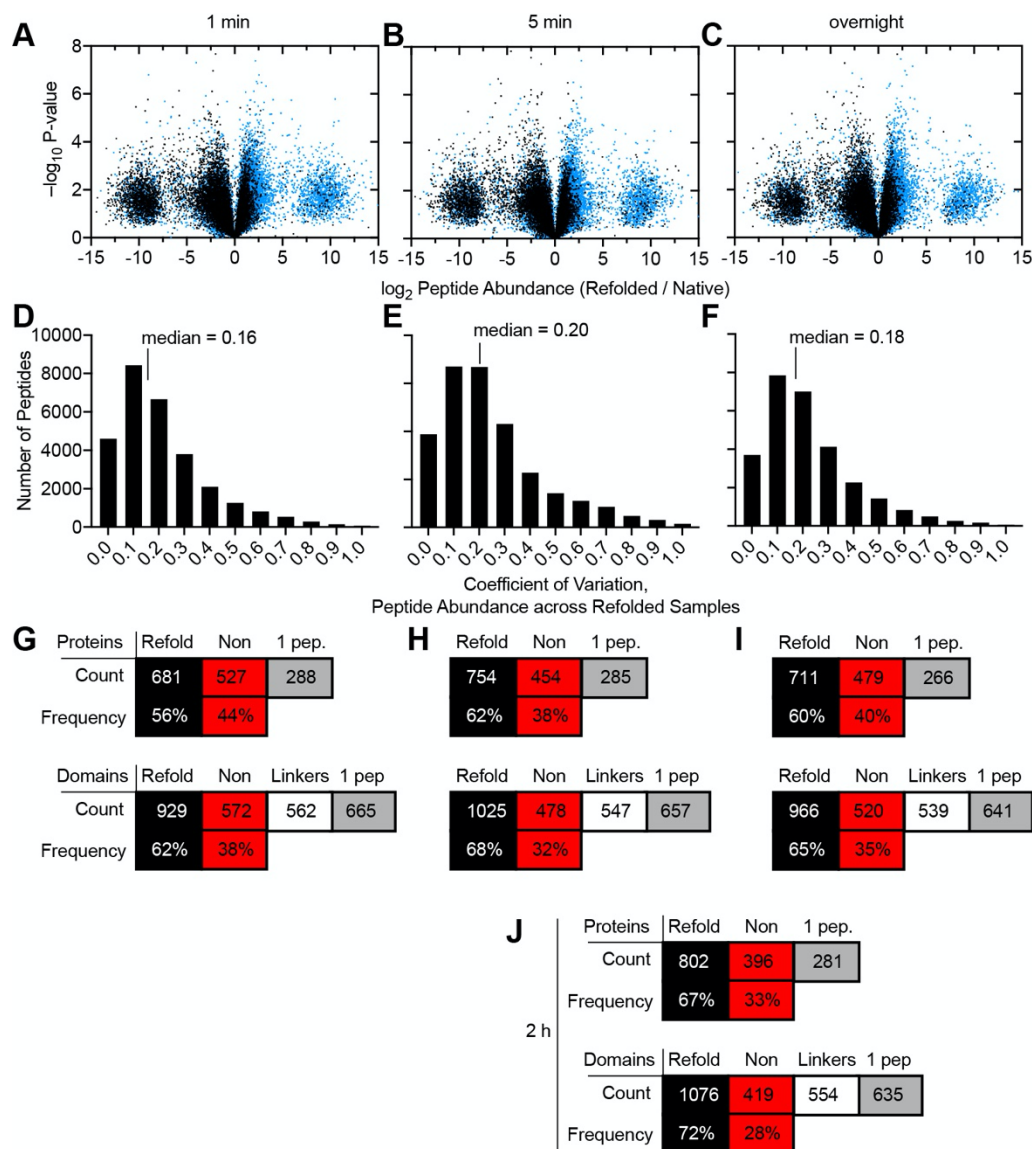 1 min 5 min overnight
A B C
8
6
4
2
0
−log10 P-value
-15 -10 -5 0 5 10 15 -15 -10 -5 0 5 10 15 -15 -10 -5 0 5 10 15
log2 Peptide Abundance (Refolded / Native)
D E F
median = 0.16 median = 0.20 median = 0.18
10000
8000
6000
4000
2000
0
Number of Peptides
0.0 0.1 0.2 0.3 0.4 0.5 0.6 0.7 0.8 0.9 1.0 0.0 0.1 0.2 0.3 0.4 0.5 0.6 0.7 0.8 0.9 1.0 0.0 0.1 0.2 0.3 0.4 0.5 0.6 0.7 0.8 0.9 1.0
Coefficient of Variation,
Peptide Abundance across Refolded Samples
G
Proteins Refold Non 1 pep.
Count 681 527 288
Frequency 56% 44%
Domains Refold Non Linkers 1 pep
Count 929 572 562 665
Frequency 62% 38%
H
Refold Non 1 pep.
754 454 285
62% 38%
Refold Non Linkers 1 pep
1025 478 547 657
68% 32%
I
Refold Non 1 pep.
711 479 266
60% 40%
Refold Non Linkers 1 pep
966 520 539 641
65% 35%
J
2 h
Proteins Refold Non 1 pep.
Count 802 396 281
Frequency 67% 33%
Domains Refold Non Linkers 1 pep
Count 1076 419 554 635
Frequency 72% 28%